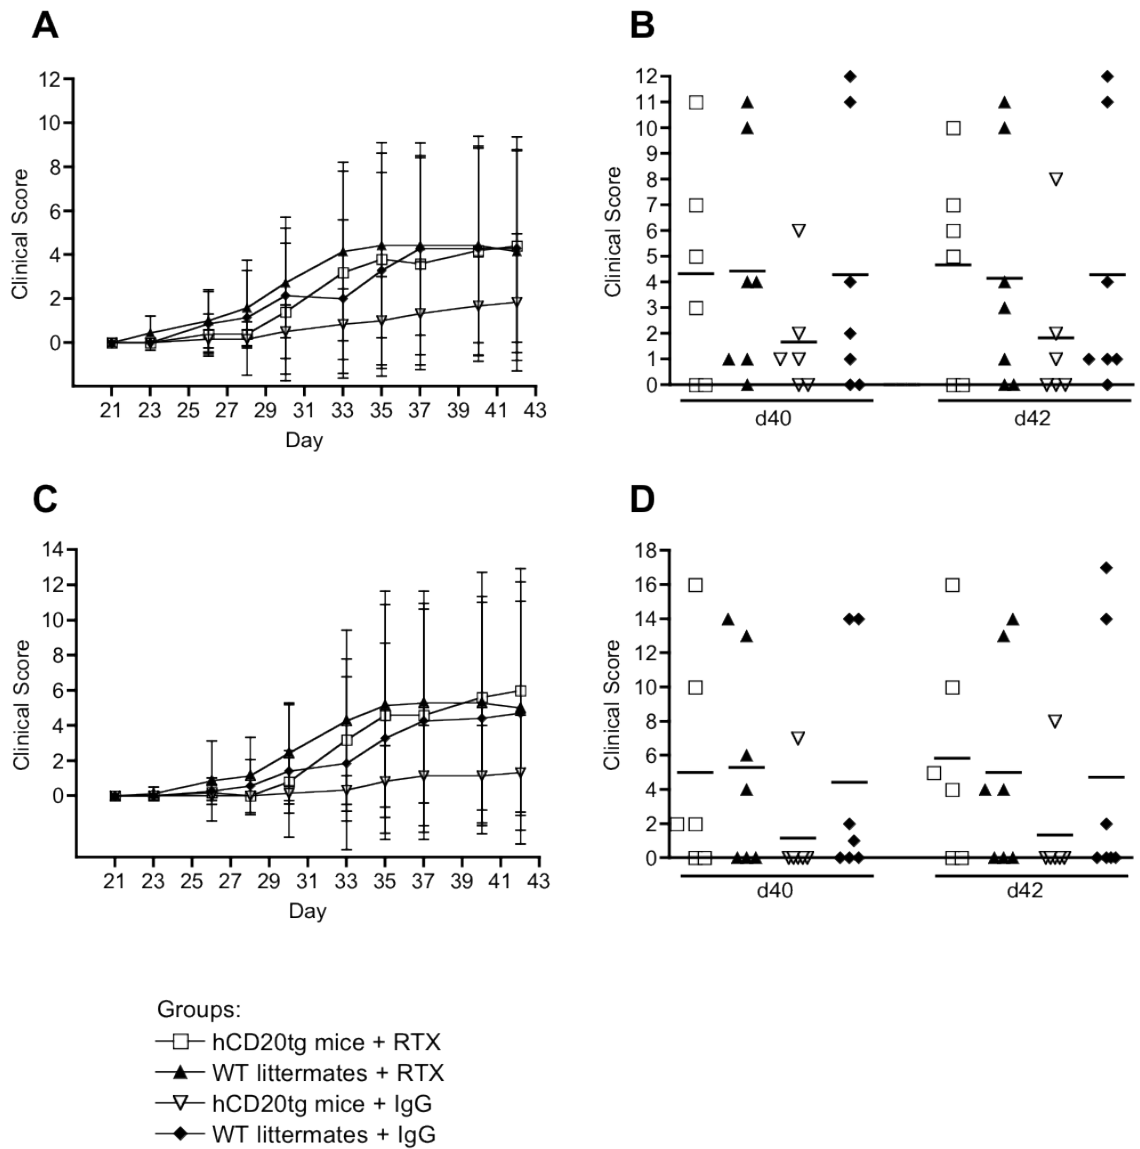 A
B
12
10
8
6
4
2
0
Clinical Score
21 23 25 27 29 31 33 35 37 39 41 43
Day
12
11
10
9
8
7
6
5
4
3
2
1
0
Clinical Score
d40 d42
C
D
14
12
10
8
6
4
2
0
Clinical Score
21 23 25 27 29 31 33 35 37 39 41 43
Day
18
16
14
12
10
8
6
4
2
0
Clinical Score
d40 d42
Groups:
hCD20tg mice + RTX
WT littermates + RTX
hCD20tg mice + IgG
WT littermates + IgG